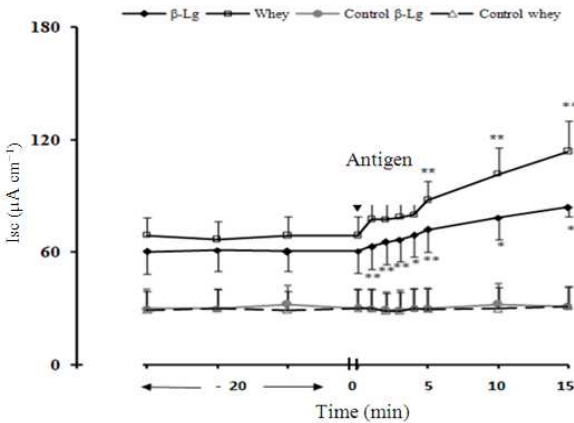 β-Lg Whey Control β-Lg Control whey
180
120
60
0
Isc (µA cm⁻¹)
Antigen
** ** **
** ** ** * ** * *
- 20 0 5 10 15
Time (min)